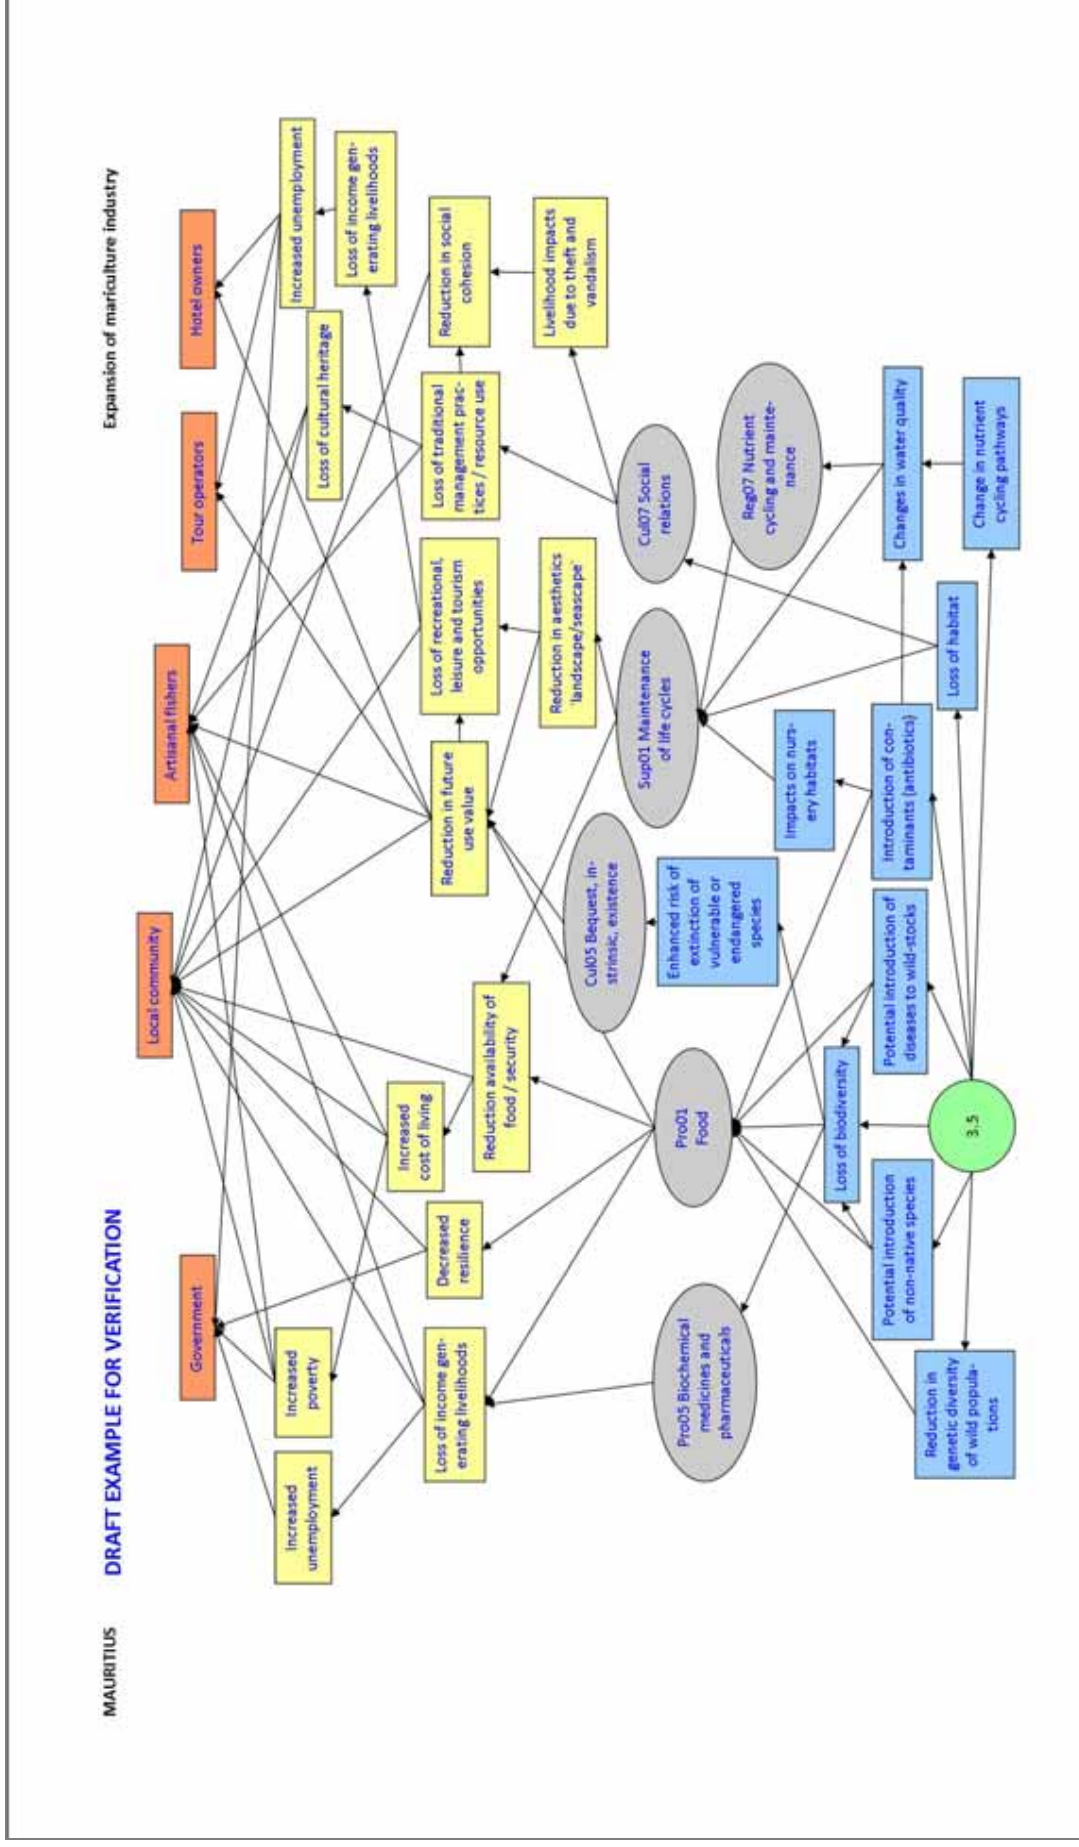 MAURITIUS
DRAFT EXAMPLE FOR VERIFICATION
Expansion of mariculture industry
Government
Local community
Artisanal fishers
Tour operators
Hotel owners
Increased
unemployment
Increased
poverty
Loss of cultural heritage
Increased unemployment
Loss of income gen-
erating livelihoods
Loss of income gen-
erating livelihoods
Decreased
resilience
Increased
cost of living
Reduction availability of
food / security
Reduction in future
use value
Loss of recreational,
leisure and tourism
opportunities
Loss of traditional
management prac-
tices / resource use
Reduction in social
cohesion
Reduction in aesthetics
'landscape/seascape'
Livelihood impacts
due to theft and
vandalism
Pro05 Biochemical
medicines and
pharmaceuticals
Pro01
Food
Cul05 Bequest, in-
strinsic, existence
Sup01 Maintenance
of life cycles
Cul07 Social
relations
Reg07 Nutrient
cycling and mainte-
nance
Enhanced risk of
extinction of
vulnerable or
endangered
species
Impacts on nurs-
ery habitats
Loss of biodiversity
Changes in water quality
Reduction in
genetic diversity
of wild popula-
tions
Potential introduction
of non-native species
Potential introduction of
diseases to wild-stocks
Introduction of con-
taminants (antibiotics)
Loss of habitat
Change in nutrient
cycling pathways
3.5